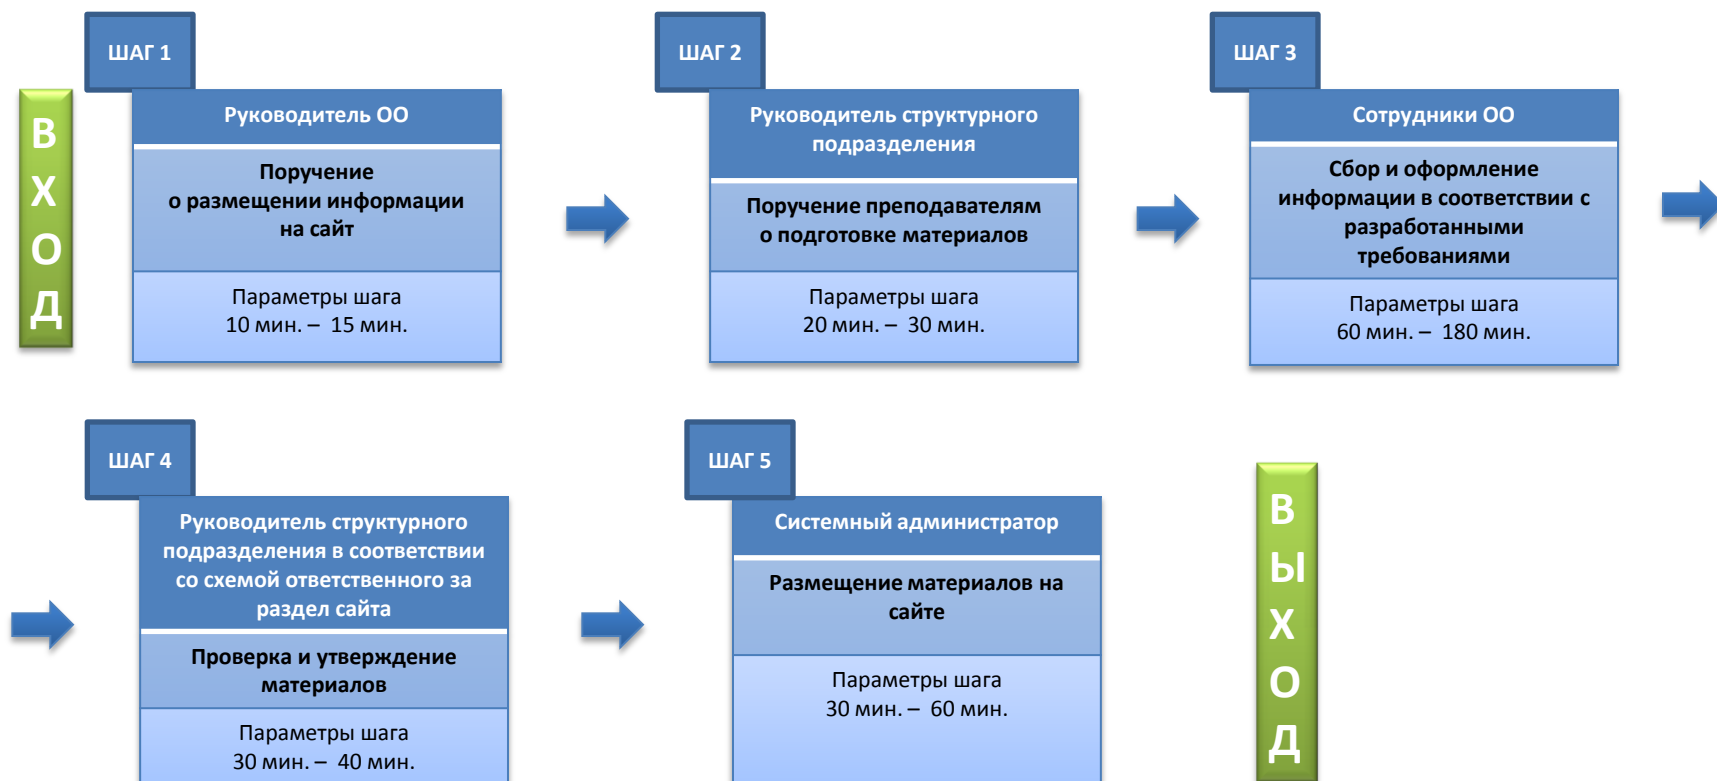 ВХОД
ШАГ 1
Руководитель ОО
Поручение
о размещении информации
на сайт
Параметры шага
10 мин. – 15 мин.
ШАГ 2
Руководитель структурного
подразделения
Поручение преподавателям
о подготовке материалов
Параметры шага
20 мин. – 30 мин.
ШАГ 3
Сотрудники ОО
Сбор и оформление
информации в соответствии с
разработанными
требованиями
Параметры шага
60 мин. – 180 мин.
ШАГ 4
Руководитель структурного
подразделения в соответствии
со схемой ответственного за
раздел сайта
Проверка и утверждение
материалов
Параметры шага
30 мин. – 40 мин.
ШАГ 5
Системный администратор
Размещение материалов на
сайте
Параметры шага
30 мин. – 60 мин.
ВЫХОД